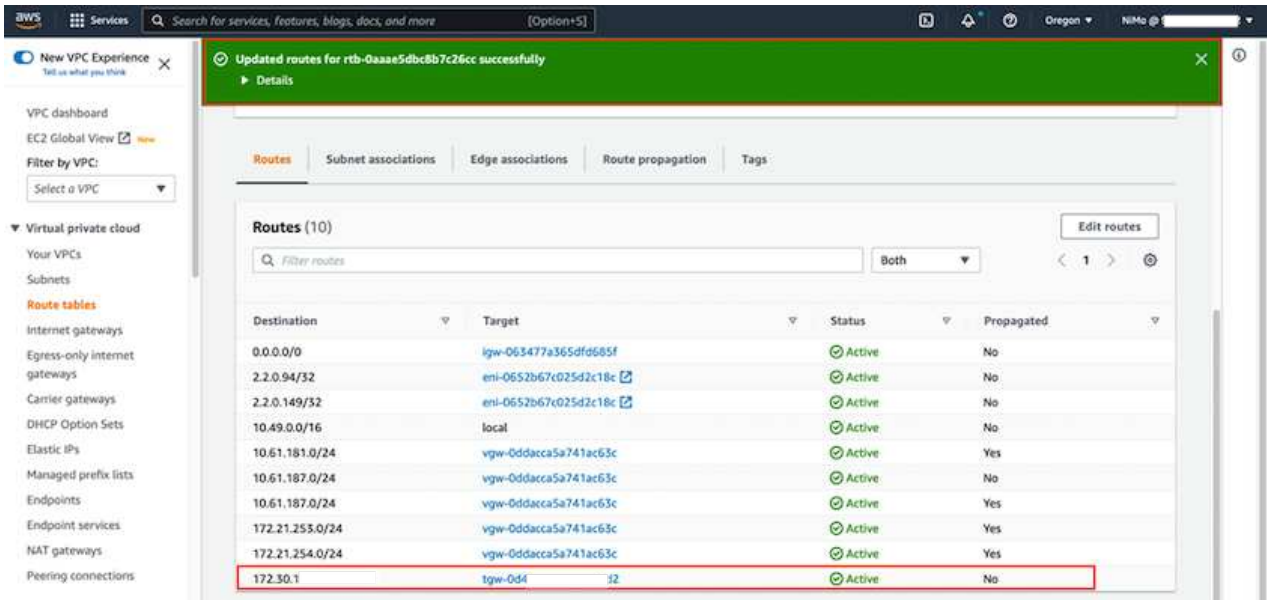 aws Services Search for services, features, blogs, docs, and more [Option+S] Oregon NiMo @
New VPC Experience
Tell us what you think
Updated routes for rtb-0aaae5dbc8b7c26cc successfully
Details
VPC dashboard
EC2 Global View New
Filter by VPC:
Select a VPC
Virtual private cloud
Your VPCs
Subnets
Route tables
Internet gateways
Egress-only internet
gateways
Carrier gateways
DHCP Option Sets
Elastic IPs
Managed prefix lists
Endpoints
Endpoint services
NAT gateways
Peering connections
Routes Subnet associations Edge associations Route propagation Tags
Routes (10) Edit routes
Filter routes Both 1
Destination Target Status Propagated
0.0.0.0/0 igw-063477a365dfd685f Active No
2.2.0.94/32 eni-0652b67c025d2c18c Active No
2.2.0.149/32 eni-0652b67c025d2c18c Active No
10.49.0.0/16 local Active No
10.61.181.0/24 vgw-0ddacca5a741ac63c Active Yes
10.61.187.0/24 vgw-0ddacca5a741ac63c Active No
10.61.187.0/24 vgw-0ddacca5a741ac63c Active Yes
172.21.253.0/24 vgw-0ddacca5a741ac63c Active Yes
172.21.254.0/24 vgw-0ddacca5a741ac63c Active Yes
172.30.1 tgw-0d4 Active No